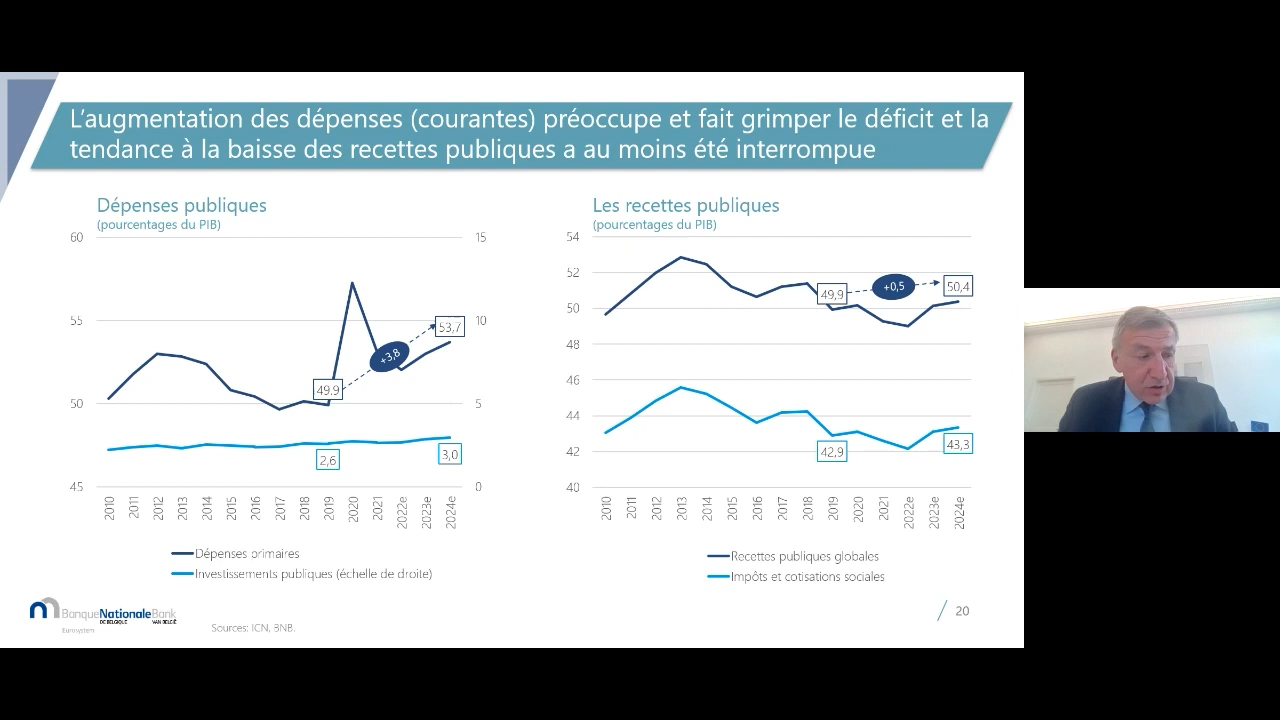 L'augmentation des dépenses (courantes) préoccupe et fait grimper le déficit et la
tendance à la baisse des recettes publiques a au moins été interrompue
Dépenses publiques
(pourcentages du PIB)
60
55
50
45
15
10
5
0
49,9
+3,8
53,7
2,6
3,0
2010
2011
2012
2013
2014
2015
2016
2017
2018
2019
2020
2021
2022e
2023e
2024e
Dépenses primaires
Investissements publiques (échelle de droite)
Les recettes publiques
(pourcentages du PIB)
54
52
50
48
46
44
42
40
49,9
+0,5
50,4
42,9
43,3
2010
2011
2012
2013
2014
2015
2016
2017
2018
2019
2020
2021
2022e
2023e
2024e
Recettes publiques globales
Impôts et cotisations sociales
BanqueNationaleBank
DE BELGIQUE VAN BELGIË
Eurosystem
Sources: ICN, BNB.
20